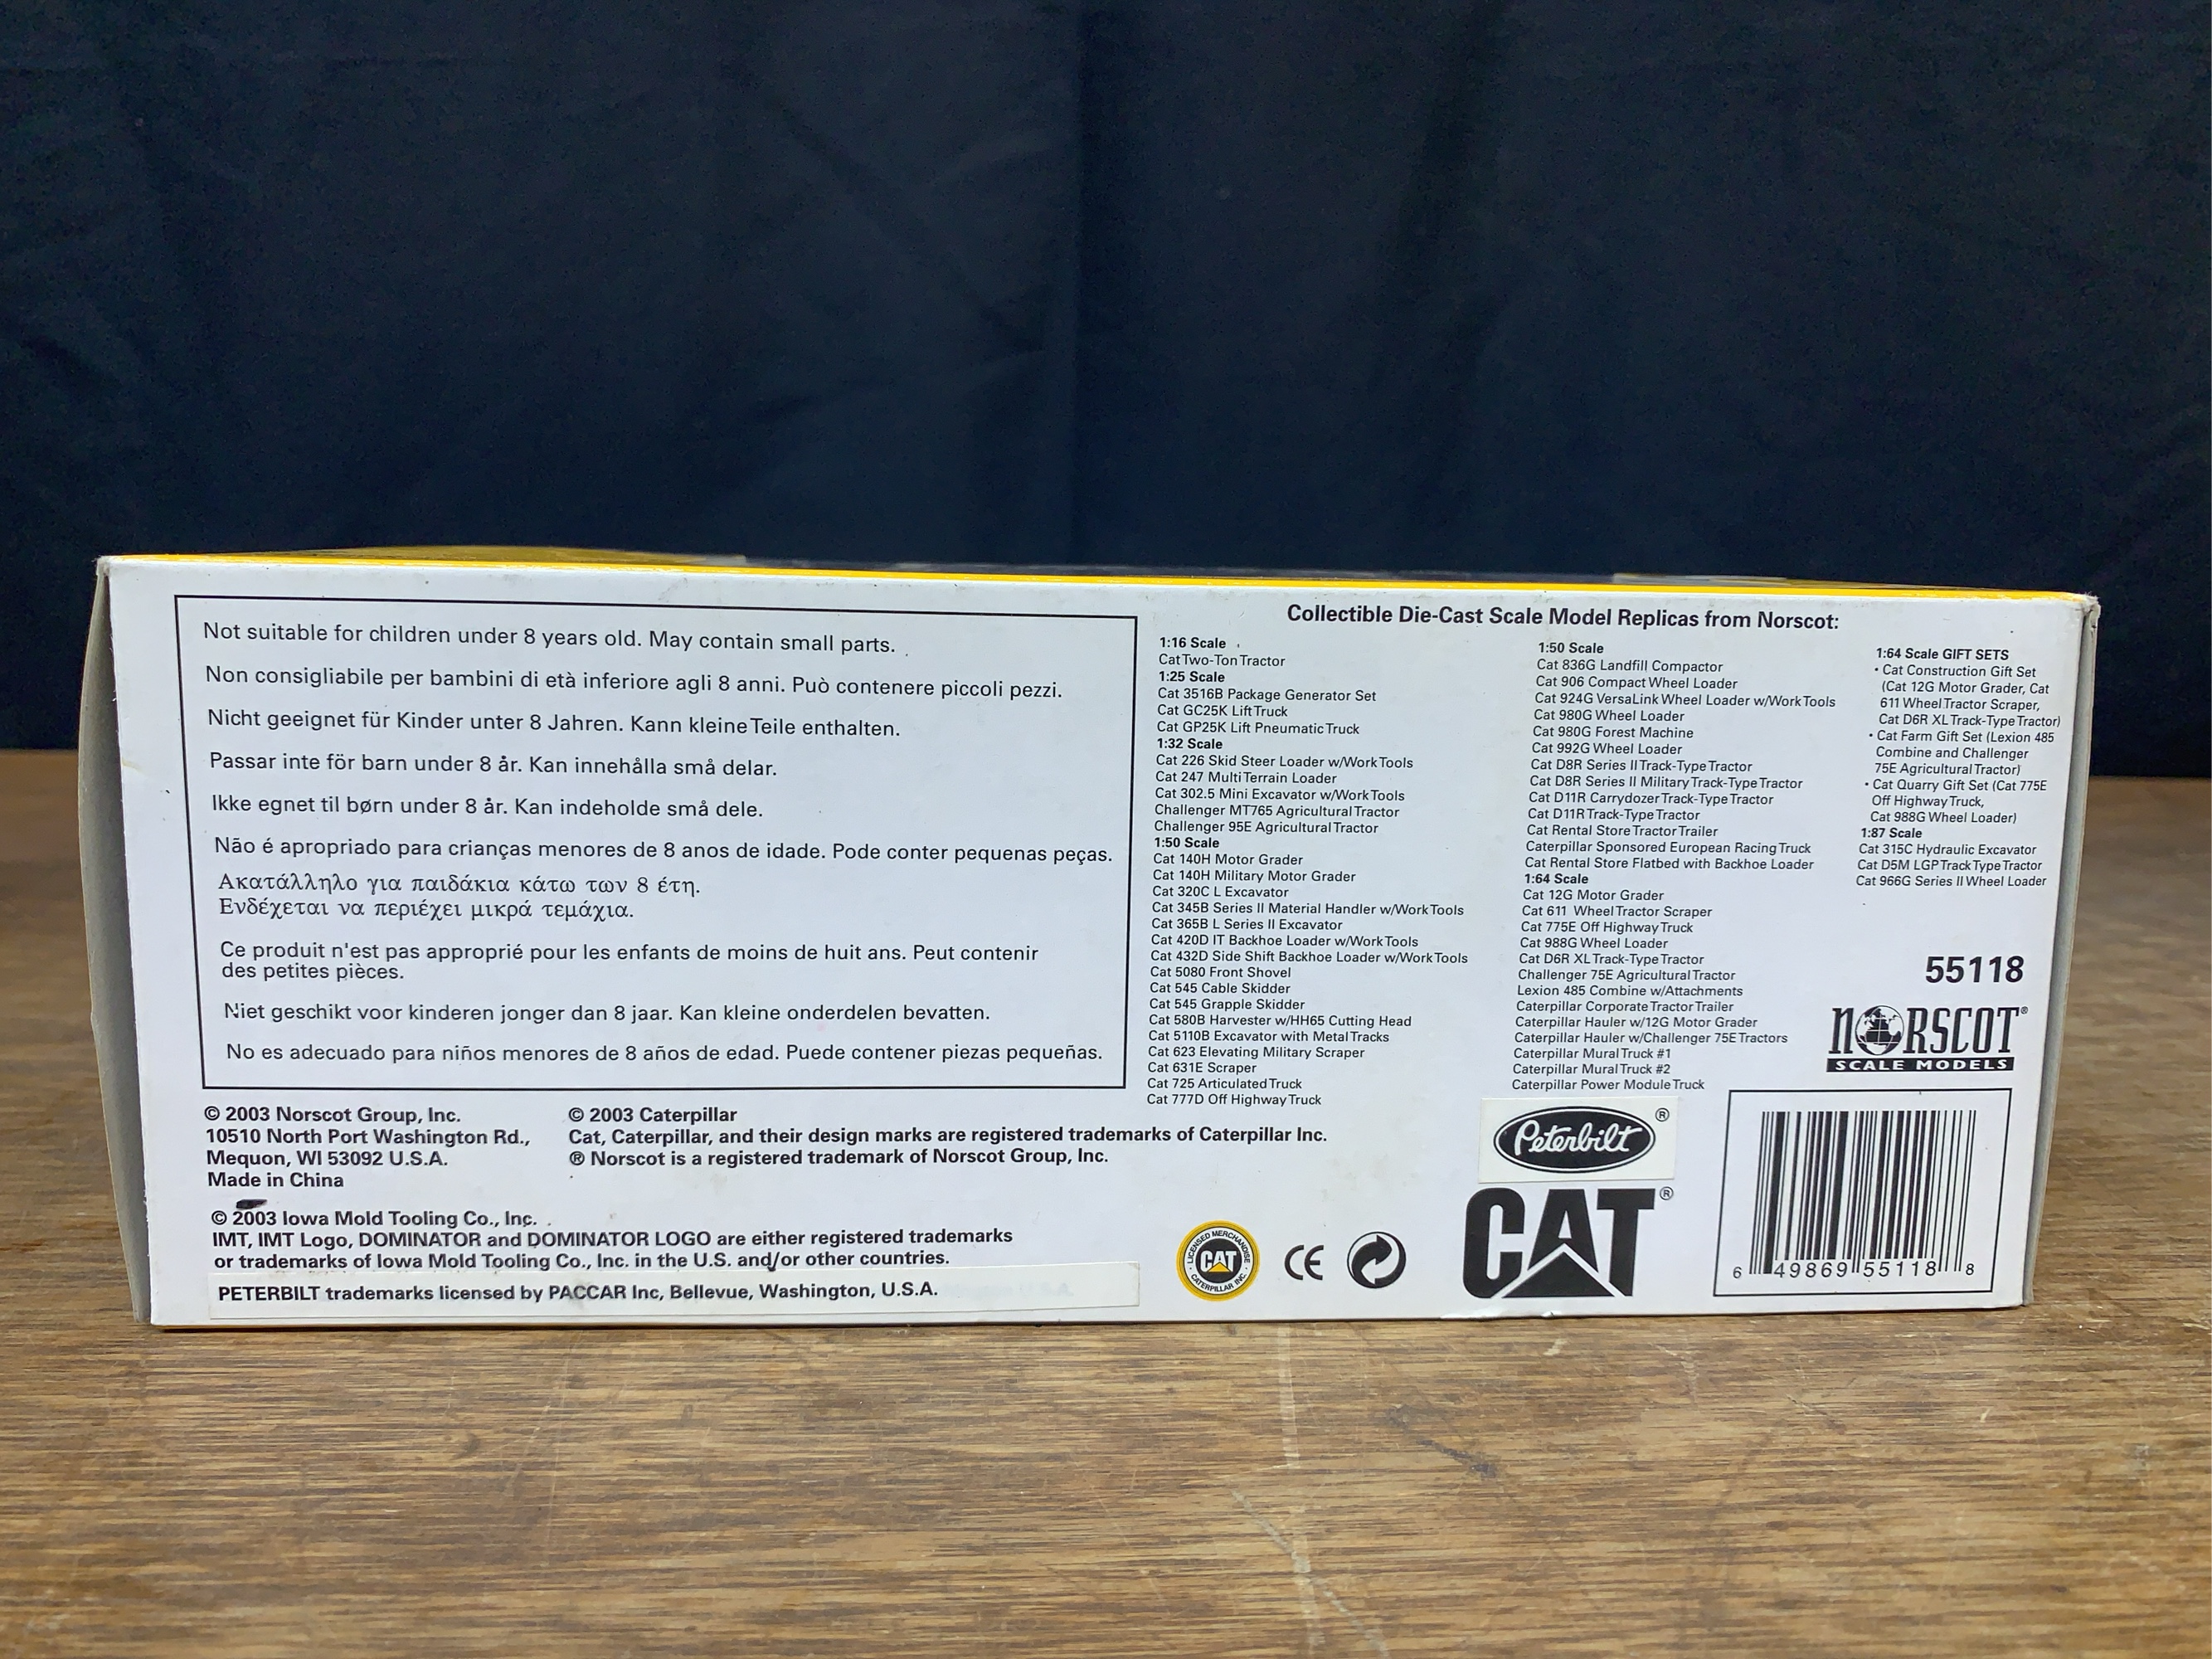 Not suitable for children under 8 years old. May contain small parts.
Non consigliabile per bambini di età inferiore agli 8 anni. Può contenere piccoli pezzi.
Nicht geeignet für Kinder unter 8 Jahren. Kann kleine Teile enthalten.
Passar inte för barn under 8 år. Kan innehålla små delar.
Ikke egnet til børn under 8 år. Kan indeholde små dele.
Não é apropriado para crianças menores de 8 anos de idade. Pode conter pequenas peças.
Ακατάλληλο για παιδάκια κάτω των 8 έτη.
Ενδέχεται να περιέχει μικρά τεμάχια.
Ce produit n'est pas approprié pour les enfants de moins de huit ans. Peut contenir
des petites pièces.
Niet geschikt voor kinderen jonger dan 8 jaar. Kan kleine onderdelen bevatten.
No es adecuado para niños menores de 8 años de edad. Puede contener piezas pequeñas.
© 2003 Norscot Group, Inc.
10510 North Port Washington Rd.,
Mequon, WI 53092 U.S.A.
Made in China
© 2003 Caterpillar
Cat, Caterpillar, and their design marks are registered trademarks of Caterpillar Inc.
® Norscot is a registered trademark of Norscot Group, Inc.
© 2003 Iowa Mold Tooling Co., Inc.
IMT, IMT Logo, DOMINATOR and DOMINATOR LOGO are either registered trademarks
or trademarks of Iowa Mold Tooling Co., Inc. in the U.S. and/or other countries.
PETERBILT trademarks licensed by PACCAR Inc, Bellevue, Washington, U.S.A.
Collectible Die-Cast Scale Model Replicas from Norscot:
1:16 Scale
Cat Two-Ton Tractor
1:25 Scale
Cat 3516B Package Generator Set
Cat GC25K Lift Truck
Cat GP25K Lift Pneumatic Truck
1:32 Scale
Cat 226 Skid Steer Loader w/Work Tools
Cat 247 Multi Terrain Loader
Cat 302.5 Mini Excavator w/Work Tools
Challenger MT765 Agricultural Tractor
Challenger 95E Agricultural Tractor
1:50 Scale
Cat 140H Motor Grader
Cat 140H Military Motor Grader
Cat 320C L Excavator
Cat 345B Series II Material Handler w/Work Tools
Cat 365B L Series II Excavator
Cat 420D IT Backhoe Loader w/Work Tools
Cat 432D Side Shift Backhoe Loader w/Work Tools
Cat 5080 Front Shovel
Cat 545 Cable Skidder
Cat 545 Grapple Skidder
Cat 580B Harvester w/HH65 Cutting Head
Cat 5110B Excavator with Metal Tracks
Cat 623 Elevating Military Scraper
Cat 631E Scraper
Cat 725 Articulated Truck
Cat 777D Off Highway Truck
1:50 Scale
Cat 836G Landfill Compactor
Cat 906 Compact Wheel Loader
Cat 924G VersaLink Wheel Loader w/Work Tools
Cat 980G Wheel Loader
Cat 980G Forest Machine
Cat 992G Wheel Loader
Cat D8R Series II Track-Type Tractor
Cat D8R Series II Military Track-Type Tractor
Cat D11R Carrydozer Track-Type Tractor
Cat D11R Track-Type Tractor
Cat Rental Store Tractor Trailer
Caterpillar Sponsored European Racing Truck
Cat Rental Store Flatbed with Backhoe Loader
1:64 Scale
Cat 12G Motor Grader
Cat 611 Wheel Tractor Scraper
Cat 775E Off Highway Truck
Cat 988G Wheel Loader
Cat D6R XL Track-Type Tractor
Challenger 75E Agricultural Tractor
Lexion 485 Combine w/Attachments
Caterpillar Corporate Tractor Trailer
Caterpillar Hauler w/12G Motor Grader
Caterpillar Hauler w/Challenger 75E Tractors
Caterpillar Mural Truck #1
Caterpillar Mural Truck #2
Caterpillar Power Module Truck
1:64 Scale GIFT SETS
• Cat Construction Gift Set
(Cat 12G Motor Grader, Cat
611 Wheel Tractor Scraper,
Cat D6R XL Track-Type Tractor)
• Cat Farm Gift Set (Lexion 485
Combine and Challenger
75E Agricultural Tractor)
• Cat Quarry Gift Set (Cat 775E
Off Highway Truck,
Cat 988G Wheel Loader)
1:87 Scale
Cat 315C Hydraulic Excavator
Cat D5M LGP Track Type Tractor
Cat 966G Series II Wheel Loader
55118
NORSCOT®
SCALE MODELS
Peterbilt ®
CAT ®
LICENSED MERCHANDISE
CAT
CATERPILLAR INC.
CE
6 49869 55118 8